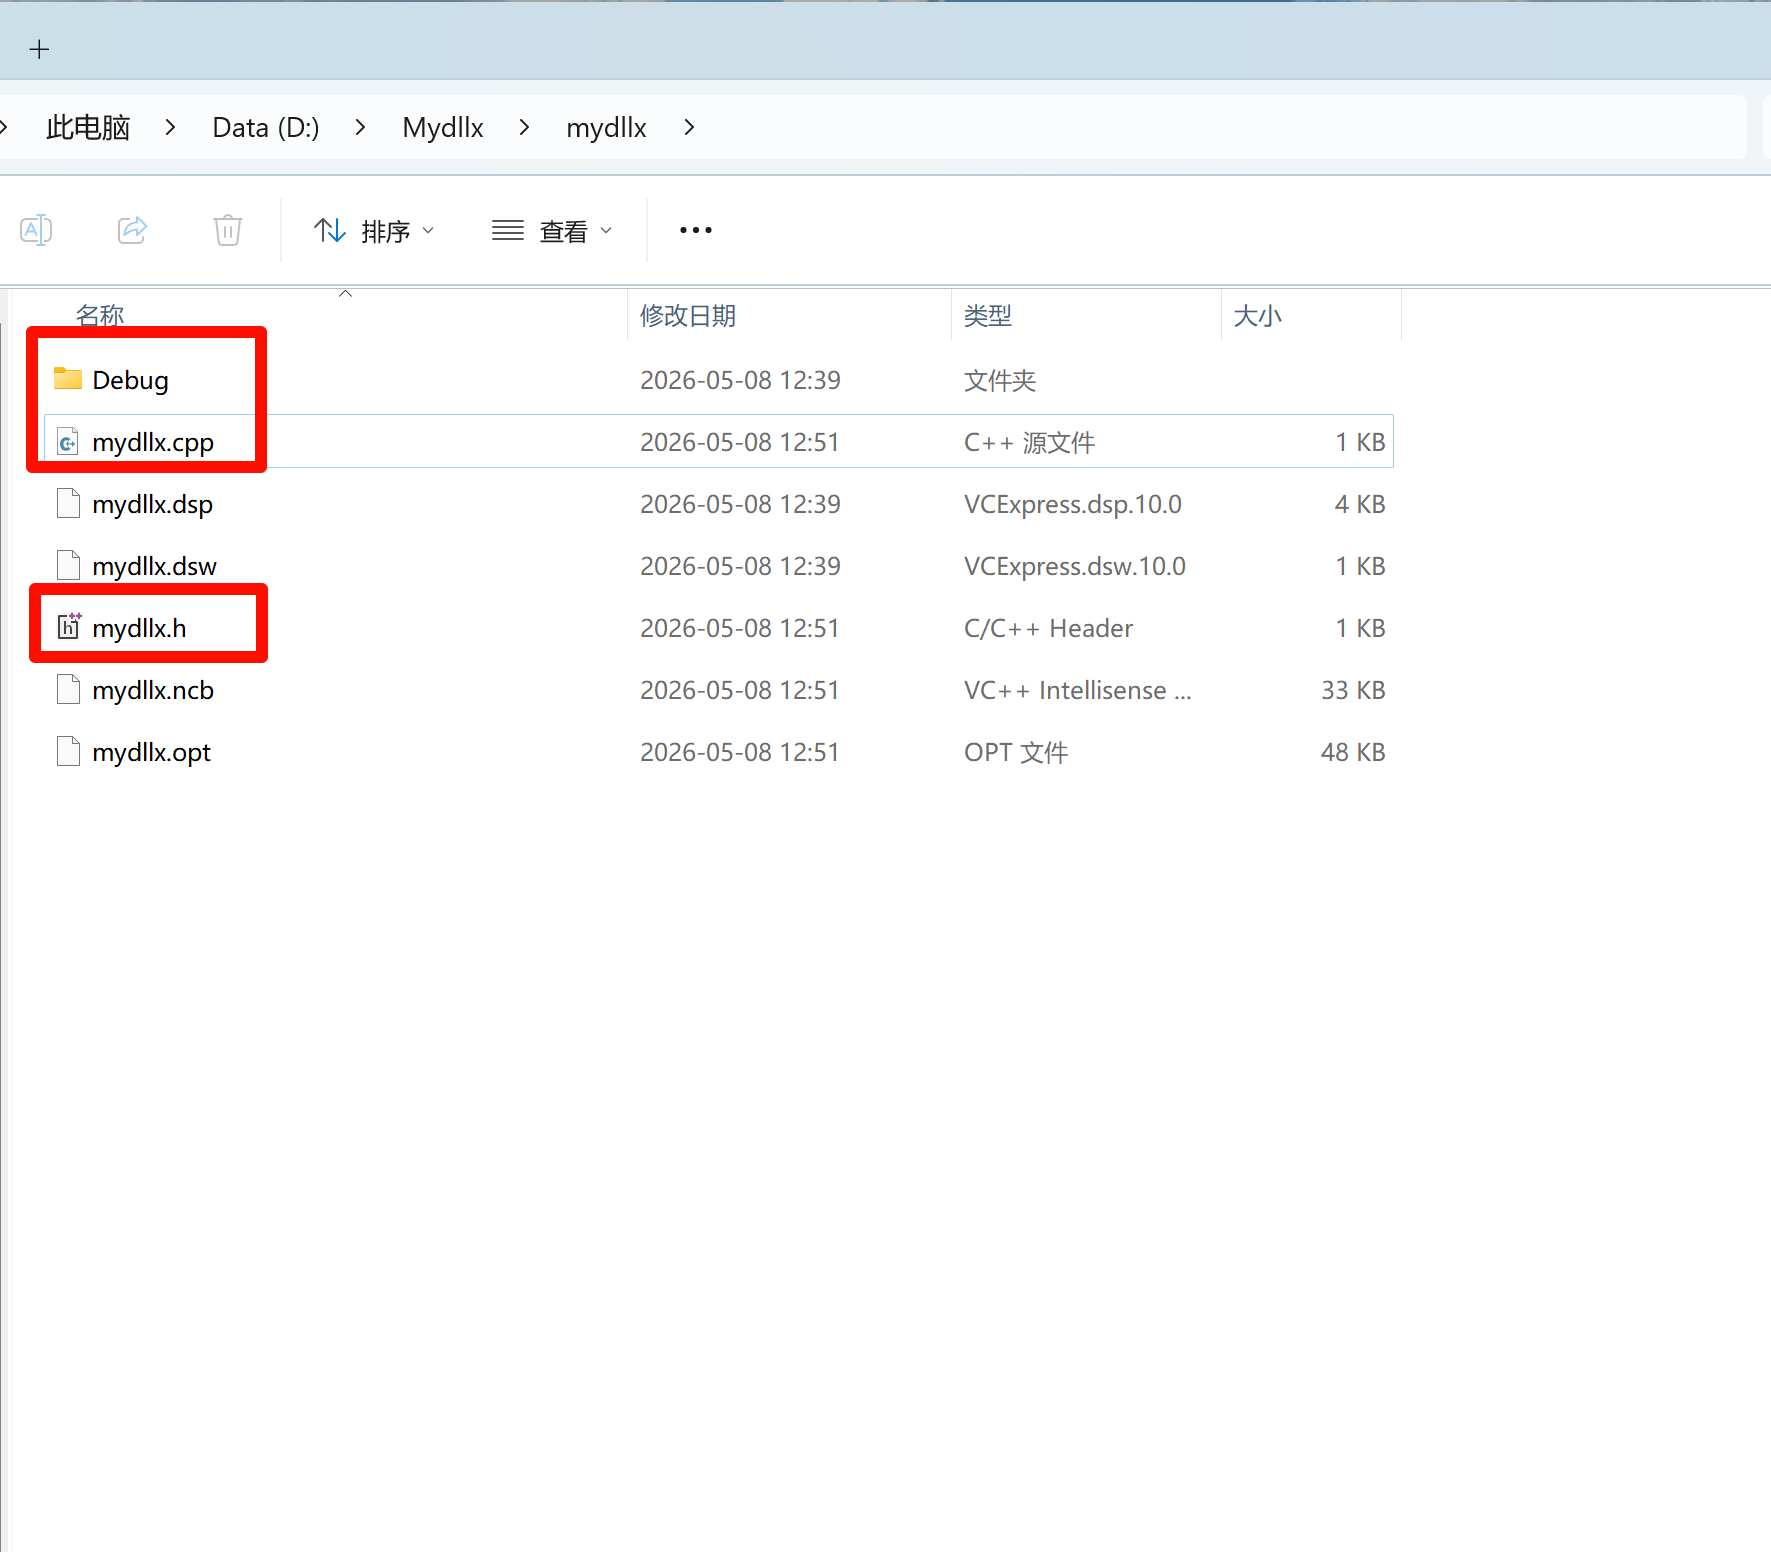 此电脑 > Data (D:) > Mydllx > mydllx >
排序 查看 •••
名称 修改日期 类型 大小
Debug 2026-05-08 12:39 文件夹
mydllx.cpp 2026-05-08 12:51 C++ 源文件 1 KB
mydllx.dsp 2026-05-08 12:39 VCExpress.dsp.10.0 4 KB
mydllx.dsw 2026-05-08 12:39 VCExpress.dsw.10.0 1 KB
mydllx.h 2026-05-08 12:51 C/C++ Header 1 KB
mydllx.ncb 2026-05-08 12:51 VC++ Intellisense ... 33 KB
mydllx.opt 2026-05-08 12:51 OPT 文件 48 KB